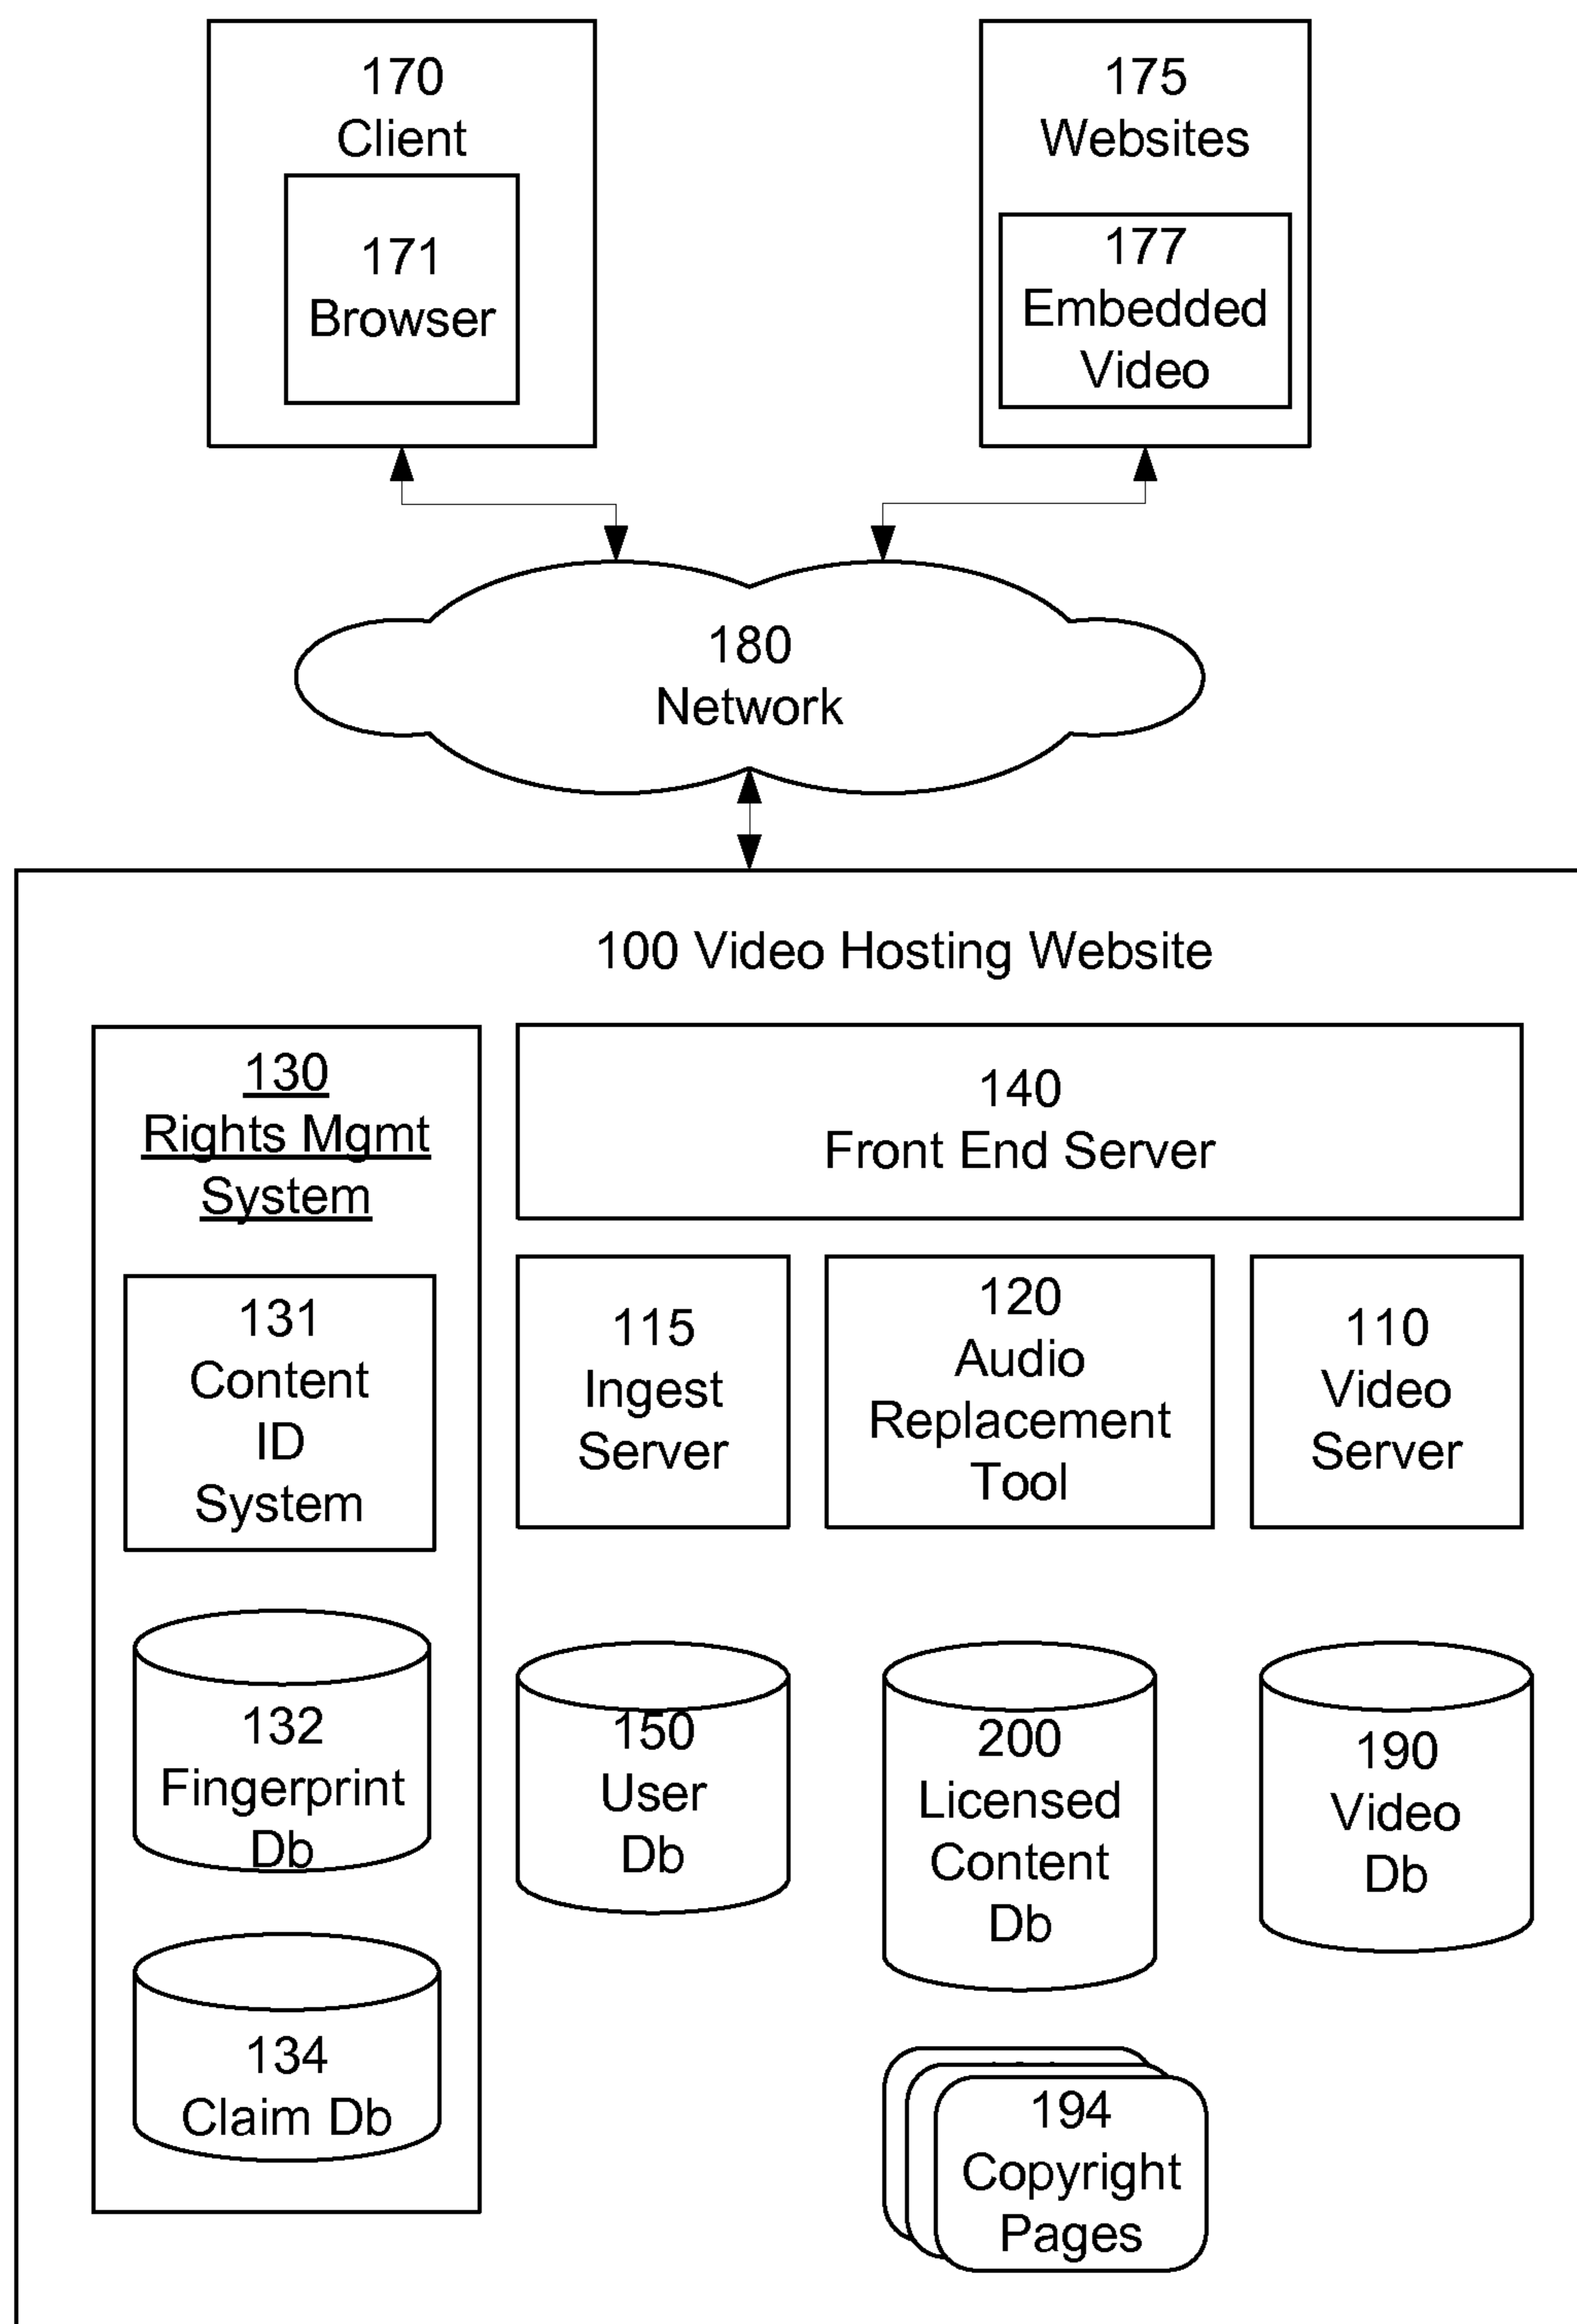 170
Client
171
Browser
175
Websites
177
Embedded
Video
180
Network
100 Video Hosting Website
130
Rights Mgmt
System
131
Content
ID
System
132
Fingerprint
Db
134
Claim Db
140
Front End Server
115
Ingest
Server
120
Audio
Replacement
Tool
110
Video
Server
150
User
Db
200
Licensed
Content
Db
190
Video
Db
194
Copyright
Pages